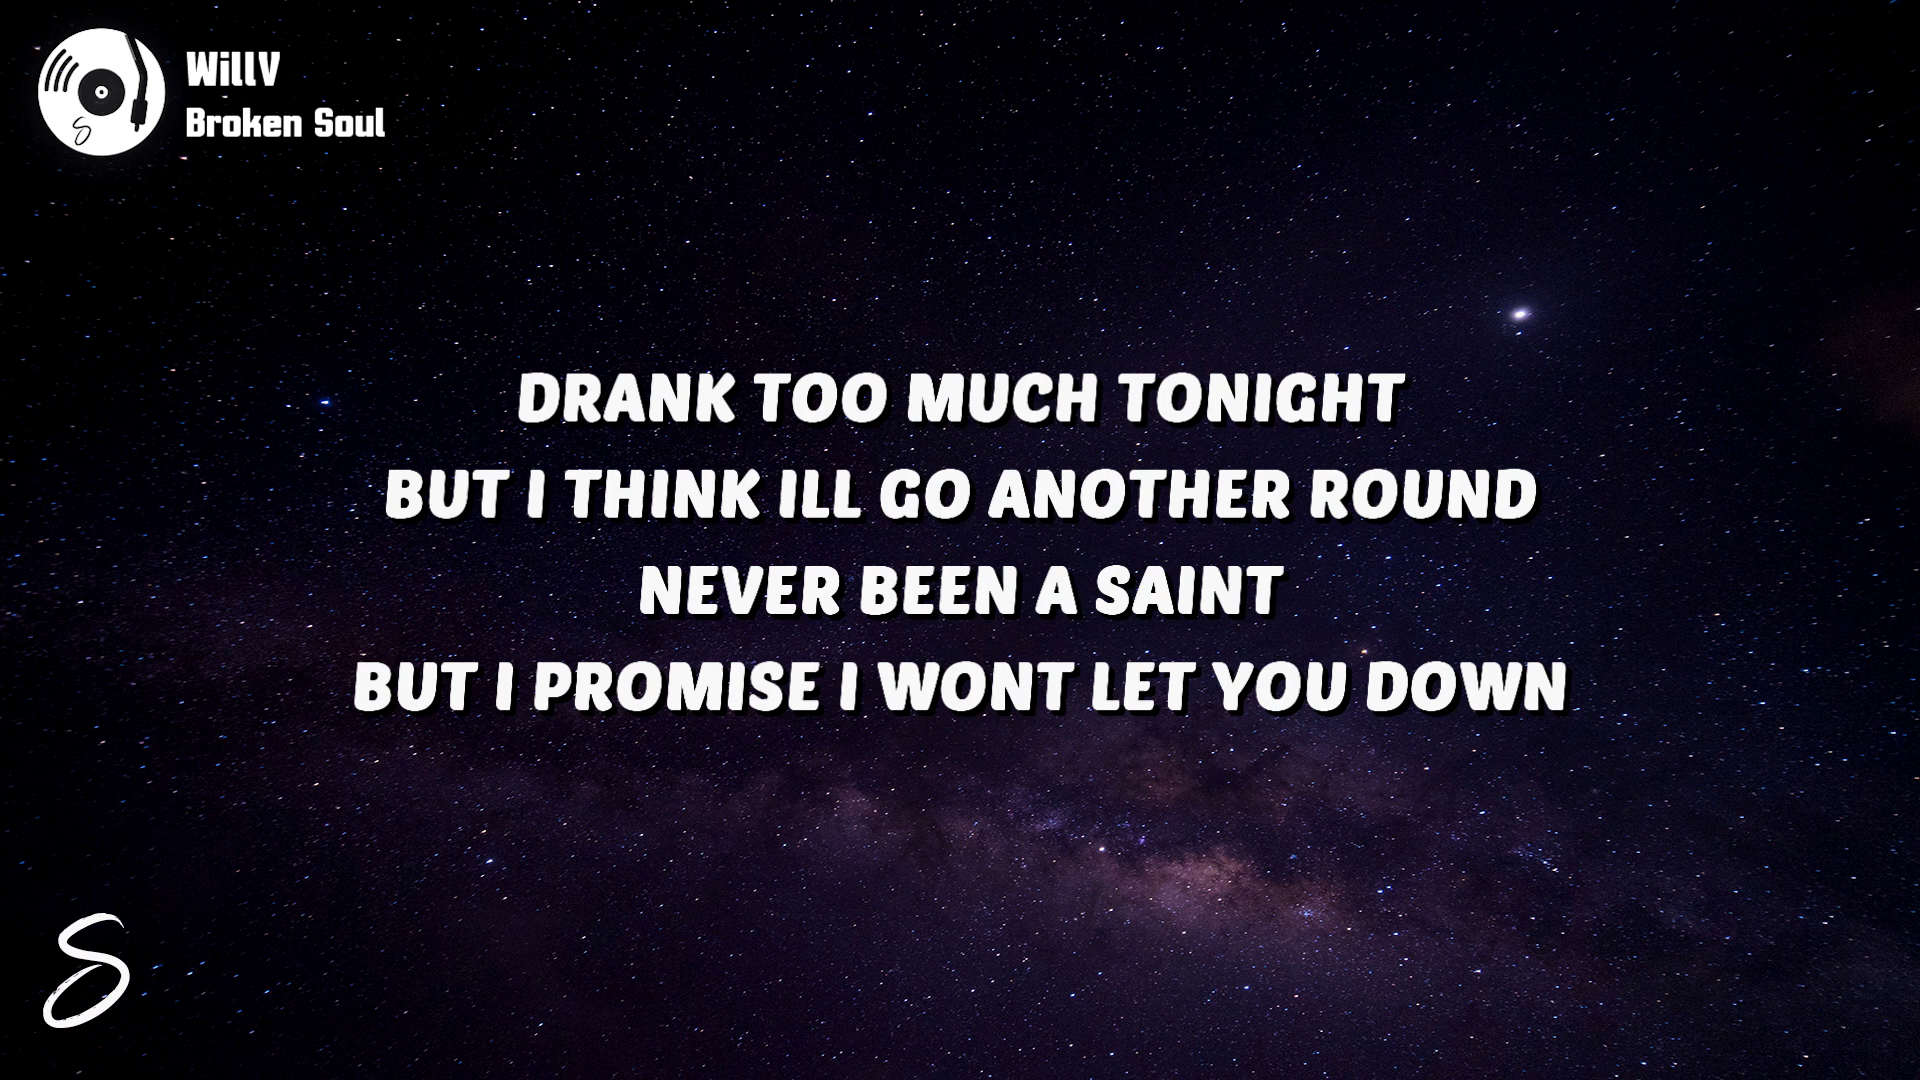 WillV
Broken Soul
DRANK TOO MUCH TONIGHT
BUT I THINK ILL GO ANOTHER ROUND
NEVER BEEN A SAINT
BUT I PROMISE I WONT LET YOU DOWN
S